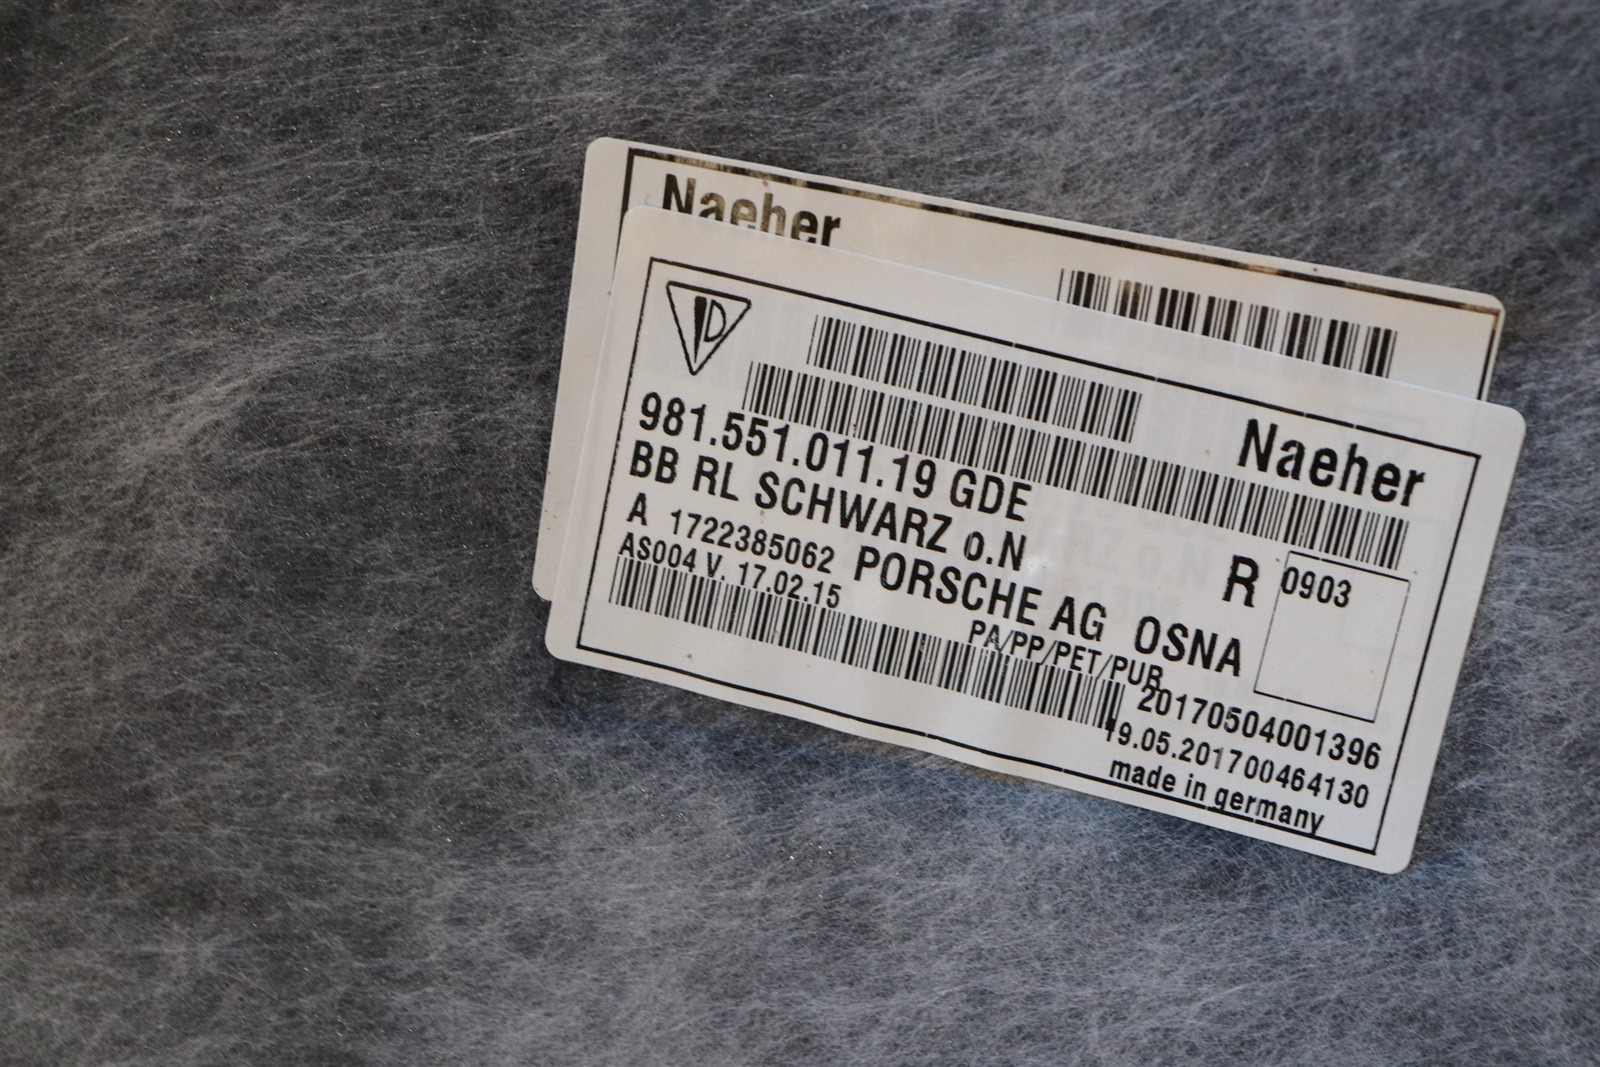 Naeher
Naeher
981.551.011.19 GDE
BB RL SCHWARZ o.N
A 1722385062 PORSCHE AG OSNA
R 0903
AS004 V. 17.02.15
PA/PP/PET/PUR
20170504001396
19.05.201700464130
made in germany